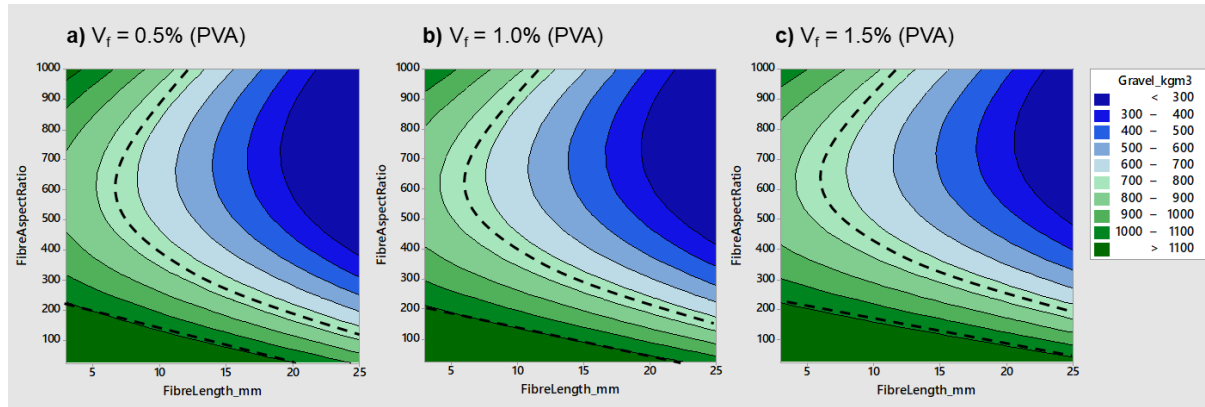 a) Vf = 0.5% (PVA)
b) Vf = 1.0% (PVA)
c) Vf = 1.5% (PVA)
FibreAspectRatio
1000
900
800
700
600
500
400
300
200
100
5
10
15
20
25
FibreLength_mm
FibreAspectRatio
1000
900
800
700
600
500
400
300
200
100
5
10
15
20
25
FibreLength_mm
FibreAspectRatio
1000
900
800
700
600
500
400
300
200
100
5
10
15
20
25
FibreLength_mm
Gravel_kgm3
< 300
300 – 400
400 – 500
500 – 600
600 – 700
700 – 800
800 – 900
900 – 1000
1000 – 1100
> 1100